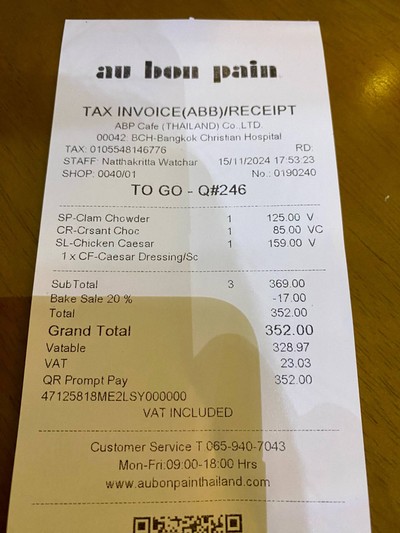 au bon pain
TAX INVOICE(ABB)/RECEIPT
ABP Cafe (THAILAND) Co.,LTD.
00042: BCH-Bangkok Christian Hospital
TAX: 0105548146776 RD:
STAFF: Natthakritta Watchar 15/11/2024 17:53:23
SHOP: 0040/01 No.: 0190240
TO GO - Q#246
SP-Clam Chowder 1 125.00 V
CR-Crsant Choc 1 85.00 VC
SL-Chicken Caesar 1 159.00 V
1 x CF-Caesar Dressing/Sc
SubTotal 3 369.00
Bake Sale 20 % -17.00
Total 352.00
Grand Total 352.00
Vatable 328.97
VAT 23.03
QR Prompt Pay 352.00
47125818ME2LSY000000
VAT INCLUDED
Customer Service T 065-940-7043
Mon-Fri:09:00-18:00 Hrs
www.aubonpainthailand.com